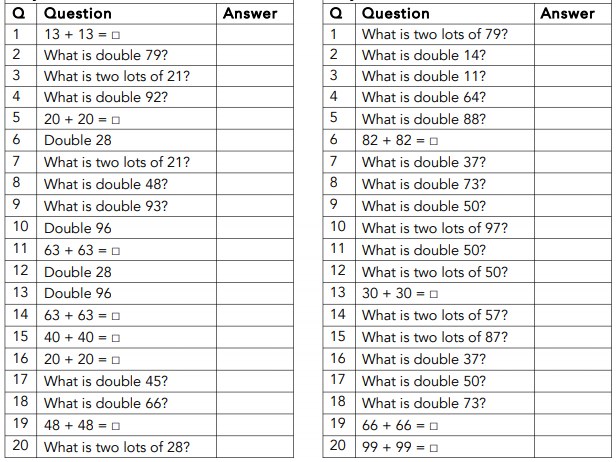 Q Question Answer
1 13 + 13 = □
2 What is double 79?
3 What is two lots of 21?
4 What is double 92?
5 20 + 20 = □
6 Double 28
7 What is two lots of 21?
8 What is double 48?
9 What is double 93?
10 Double 96
11 63 + 63 = □
12 Double 28
13 Double 96
14 63 + 63 = □
15 40 + 40 = □
16 20 + 20 = □
17 What is double 45?
18 What is double 66?
19 48 + 48 = □
20 What is two lots of 28?
Q Question Answer
1 What is two lots of 79?
2 What is double 14?
3 What is double 11?
4 What is double 64?
5 What is double 88?
6 82 + 82 = □
7 What is double 37?
8 What is double 73?
9 What is double 50?
10 What is two lots of 97?
11 What is double 50?
12 What is two lots of 50?
13 30 + 30 = □
14 What is two lots of 57?
15 What is two lots of 87?
16 What is double 37?
17 What is double 50?
18 What is double 73?
19 66 + 66 = □
20 99 + 99 = □